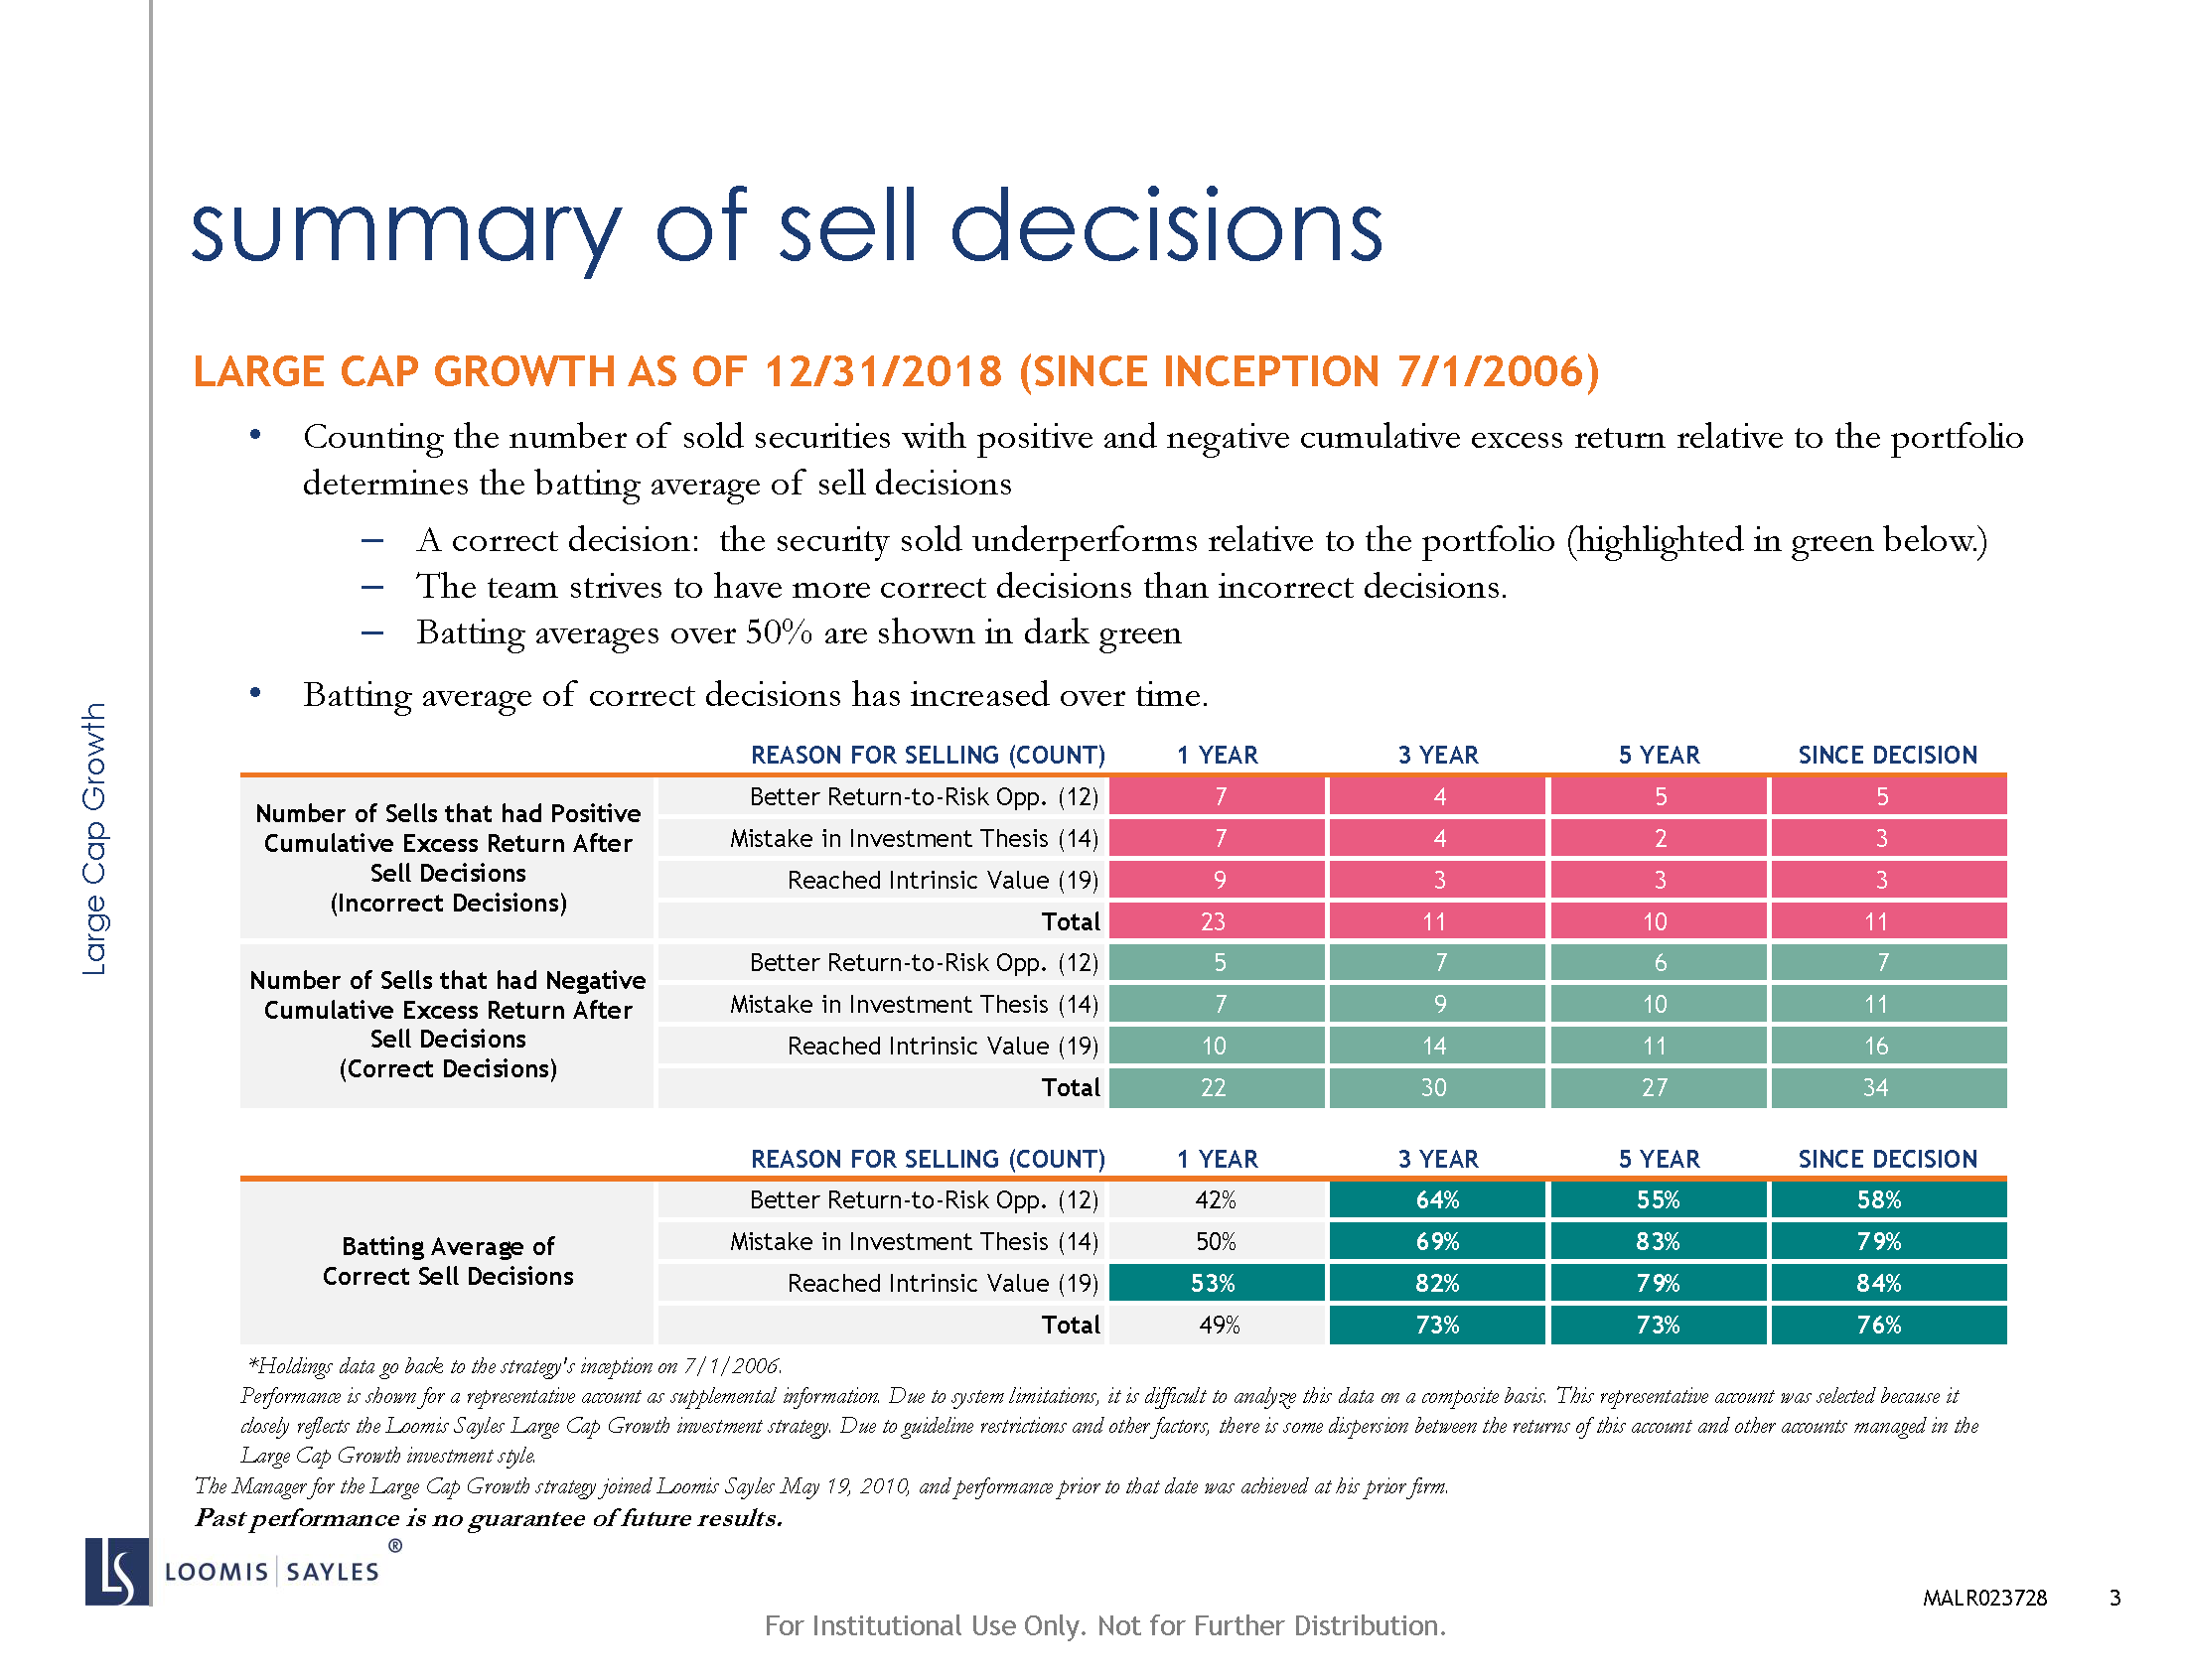 summary of sell decisions
LARGE CAP GROWTH AS OF 12/31/2018 (SINCE INCEPTION 7/1/2006)
• Counting the number of sold securities with positive and negative cumulative excess return relative to the portfolio
determines the batting average of sell decisions
– A correct decision: the security sold underperforms relative to the portfolio (highlighted in green below.)
– The team strives to have more correct decisions than incorrect decisions.
– Batting averages over 50% are shown in dark green
• Batting average of correct decisions has increased over time.
Large Cap Growth
REASON FOR SELLING (COUNT) 1 YEAR 3 YEAR 5 YEAR SINCE DECISION
Number of Sells that had Positive
Cumulative Excess Return After
Sell Decisions
(Incorrect Decisions)
Better Return-to-Risk Opp. (12) 7 4 5 5
Mistake in Investment Thesis (14) 7 4 2 3
Reached Intrinsic Value (19) 9 3 3 3
Total 23 11 10 11
Number of Sells that had Negative
Cumulative Excess Return After
Sell Decisions
(Correct Decisions)
Better Return-to-Risk Opp. (12) 5 7 6 7
Mistake in Investment Thesis (14) 7 9 10 11
Reached Intrinsic Value (19) 10 14 11 16
Total 22 30 27 34
REASON FOR SELLING (COUNT) 1 YEAR 3 YEAR 5 YEAR SINCE DECISION
Batting Average of
Correct Sell Decisions
Better Return-to-Risk Opp. (12) 42% 64% 55% 58%
Mistake in Investment Thesis (14) 50% 69% 83% 79%
Reached Intrinsic Value (19) 53% 82% 79% 84%
Total 49% 73% 73% 76%
*Holdings data go back to the strategy's inception on 7/1/2006.
Performance is shown for a representative account as supplemental information. Due to system limitations, it is difficult to analyze this data on a composite basis. This representative account was selected because it
closely reflects the Loomis Sayles Large Cap Growth investment strategy. Due to guideline restrictions and other factors, there is some dispersion between the returns of this account and other accounts managed in the
Large Cap Growth investment style.
The Manager for the Large Cap Growth strategy joined Loomis Sayles May 19, 2010, and performance prior to that date was achieved at his prior firm.
Past performance is no guarantee of future results.
LS LOOMIS | SAYLES ®
MALR023728 3
For Institutional Use Only. Not for Further Distribution.